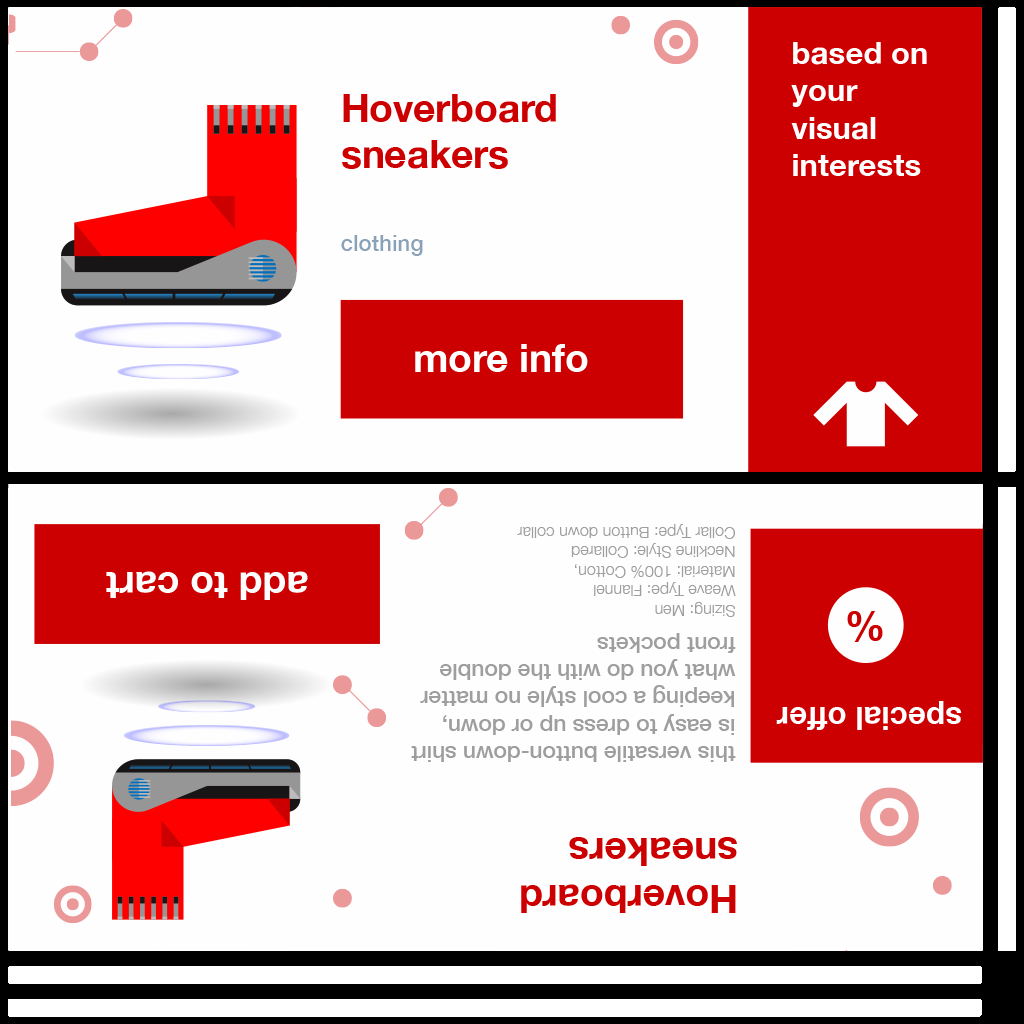 Hoverboard
sneakers
clothing
more info
based on
your
visual
interests
special offer
%
Hoverboard
sneakers
this versatile button-down shirt
is easy to dress up or down,
keeping a cool style no matter
what you do with the double
front pockets
Sizing: Men
Weave Type: Flannel
Material: 100% Cotton,
Neckline Style: Collared
Collar Type: Button down collar
add to cart